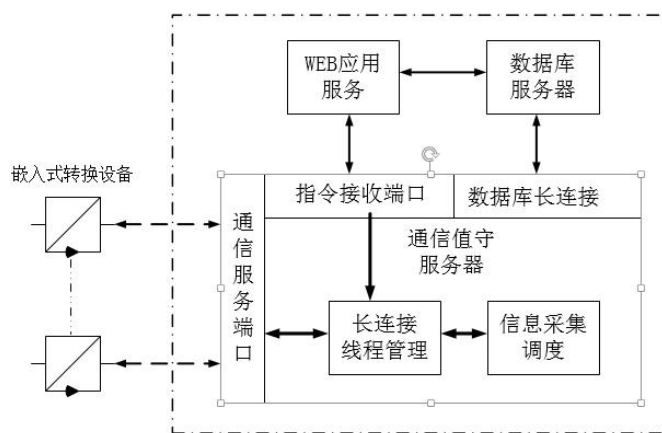 WEB应用
服务
数据库
服务器
嵌入式转换设备
指令接收端口
数据库长连接
通
信
服
务
端
口
通信值守
服务器
长连接
线程管理
信息采集
调度